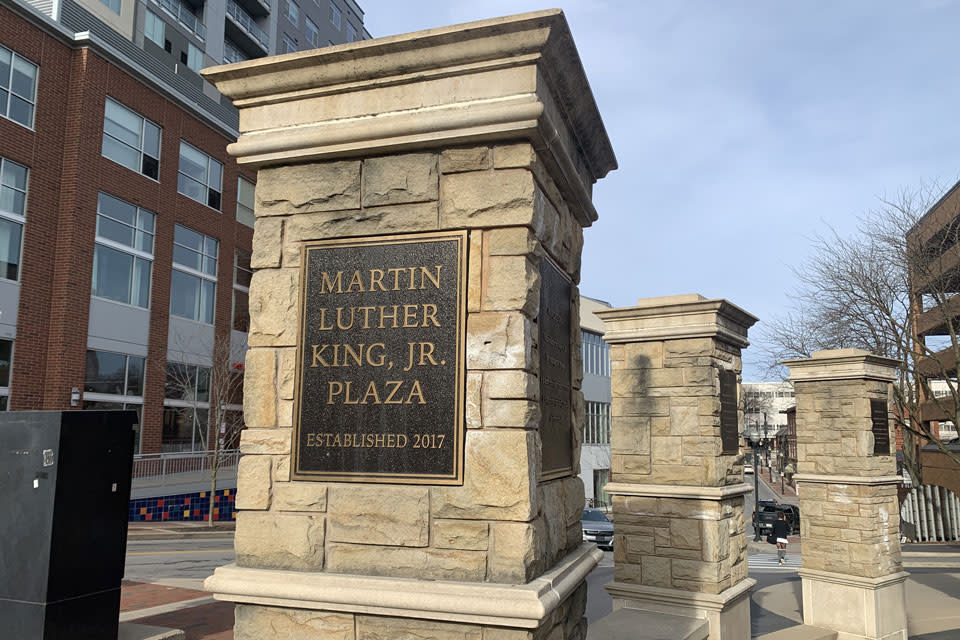 MARTIN
LUTHER
KING, JR.
PLAZA
ESTABLISHED 2017